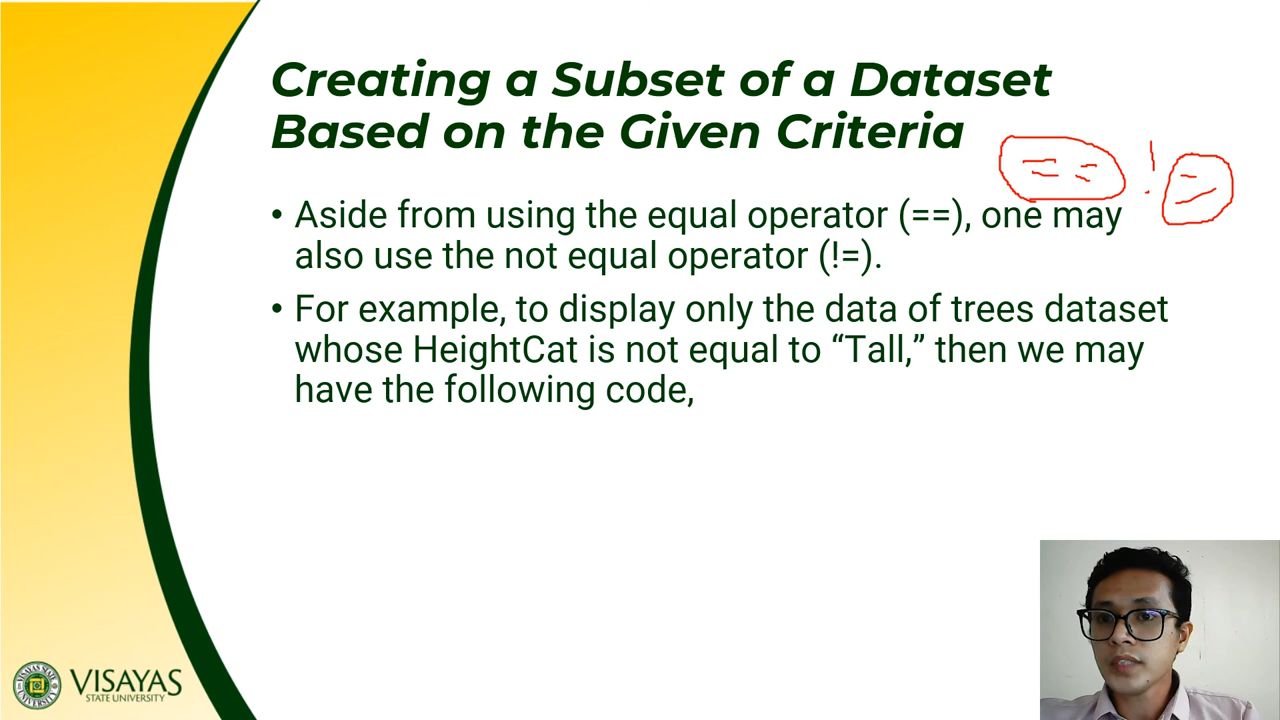 Creating a Subset of a Dataset
Based on the Given Criteria
== !=
• Aside from using the equal operator (==), one may
also use the not equal operator (!=).
• For example, to display only the data of trees dataset
whose HeightCat is not equal to “Tall,” then we may
have the following code,
VISAYAS
STATE UNIVERSITY